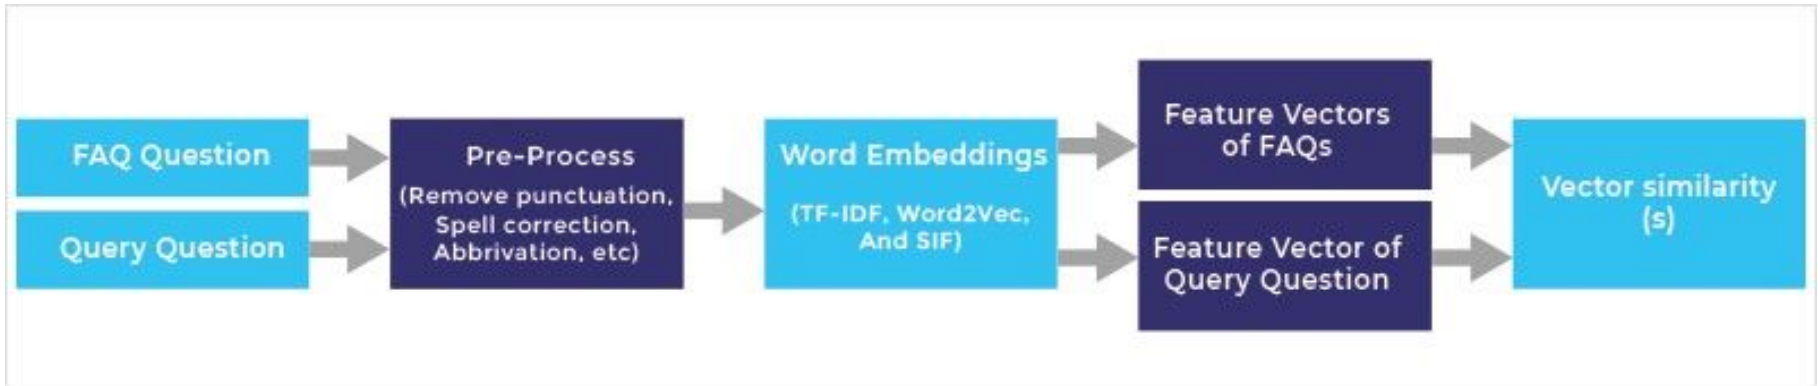 FAQ Question
Query Question
Pre-Process
(Remove punctuation,
Spell correction,
Abbrivation, etc)
Word Embeddings
(TF-IDF, Word2Vec,
And SIF)
Feature Vectors
of FAQs
Feature Vector of
Query Question
Vector similarity
(s)